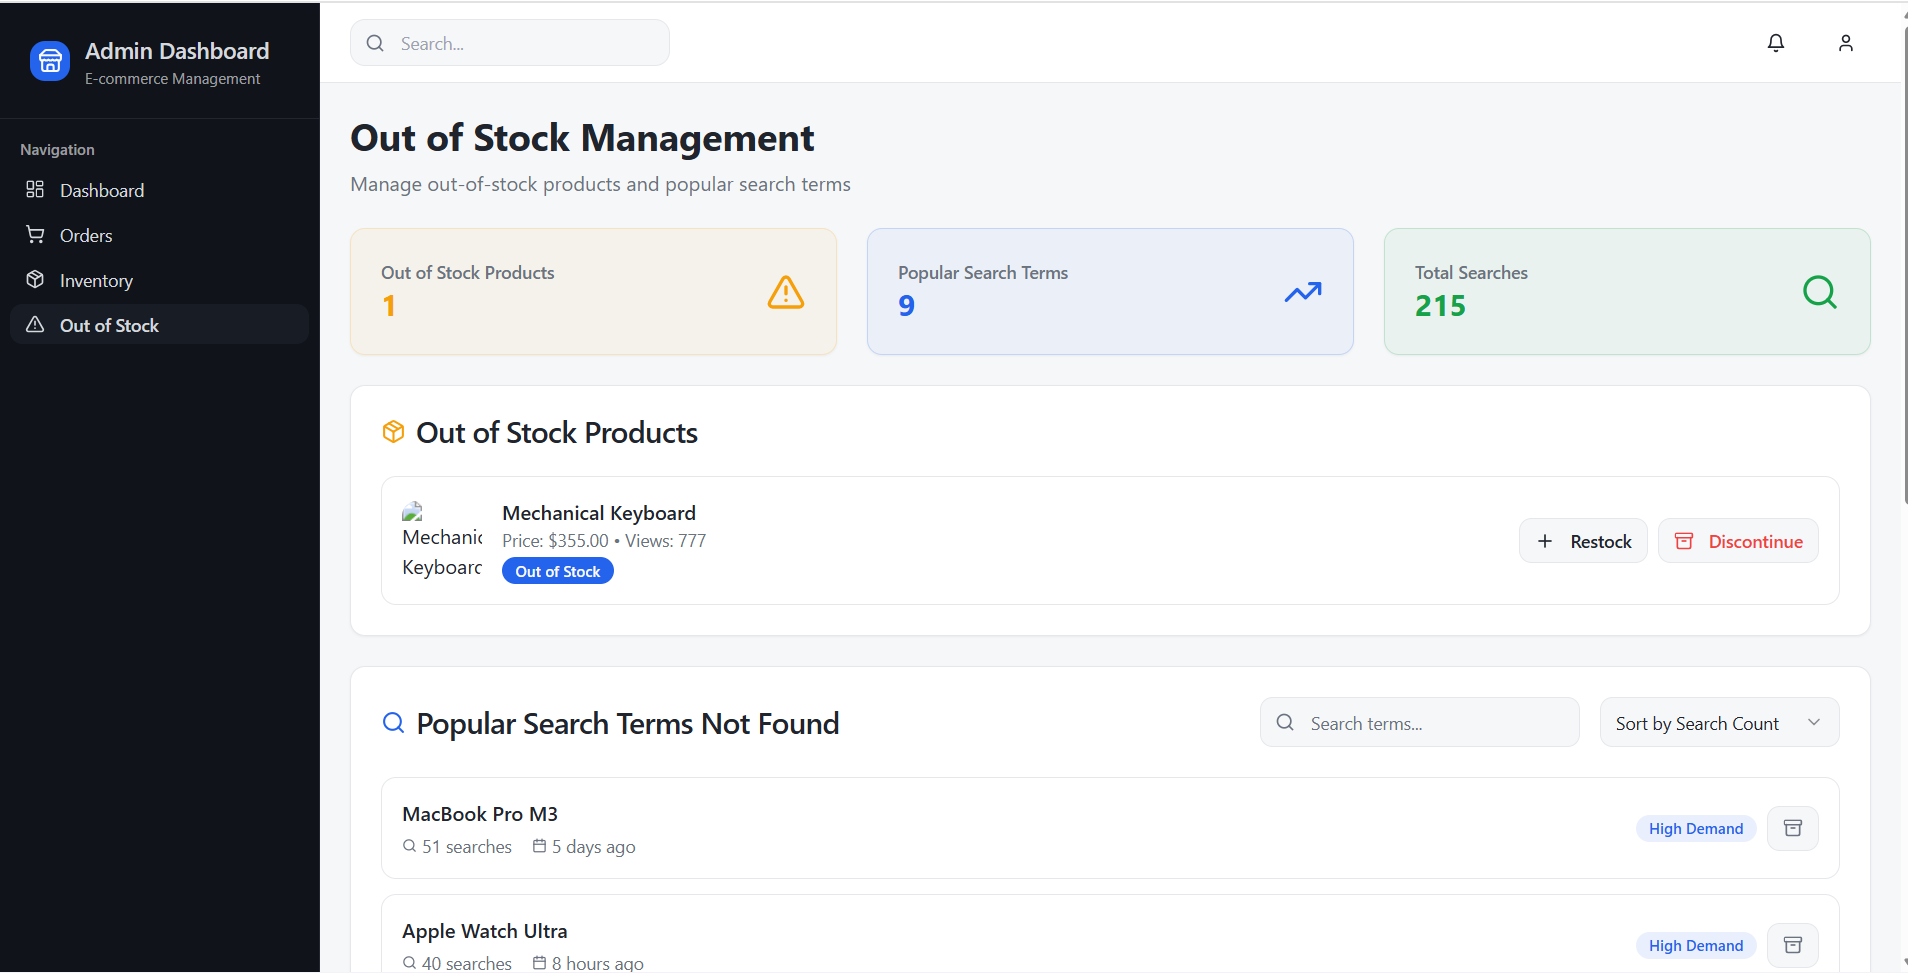 Admin Dashboard
E-commerce Management
Navigation
Dashboard
Orders
Inventory
Out of Stock
Search...
Out of Stock Management
Manage out-of-stock products and popular search terms
Out of Stock Products
1
Popular Search Terms
9
Total Searches
215
Out of Stock Products
Mechanic
Keyboard
Mechanical Keyboard
Price: $355.00 • Views: 777
Out of Stock
Restock
Discontinue
Popular Search Terms Not Found
Search terms...
Sort by Search Count
MacBook Pro M3
51 searches 5 days ago
High Demand
Apple Watch Ultra
40 searches 8 hours ago
High Demand